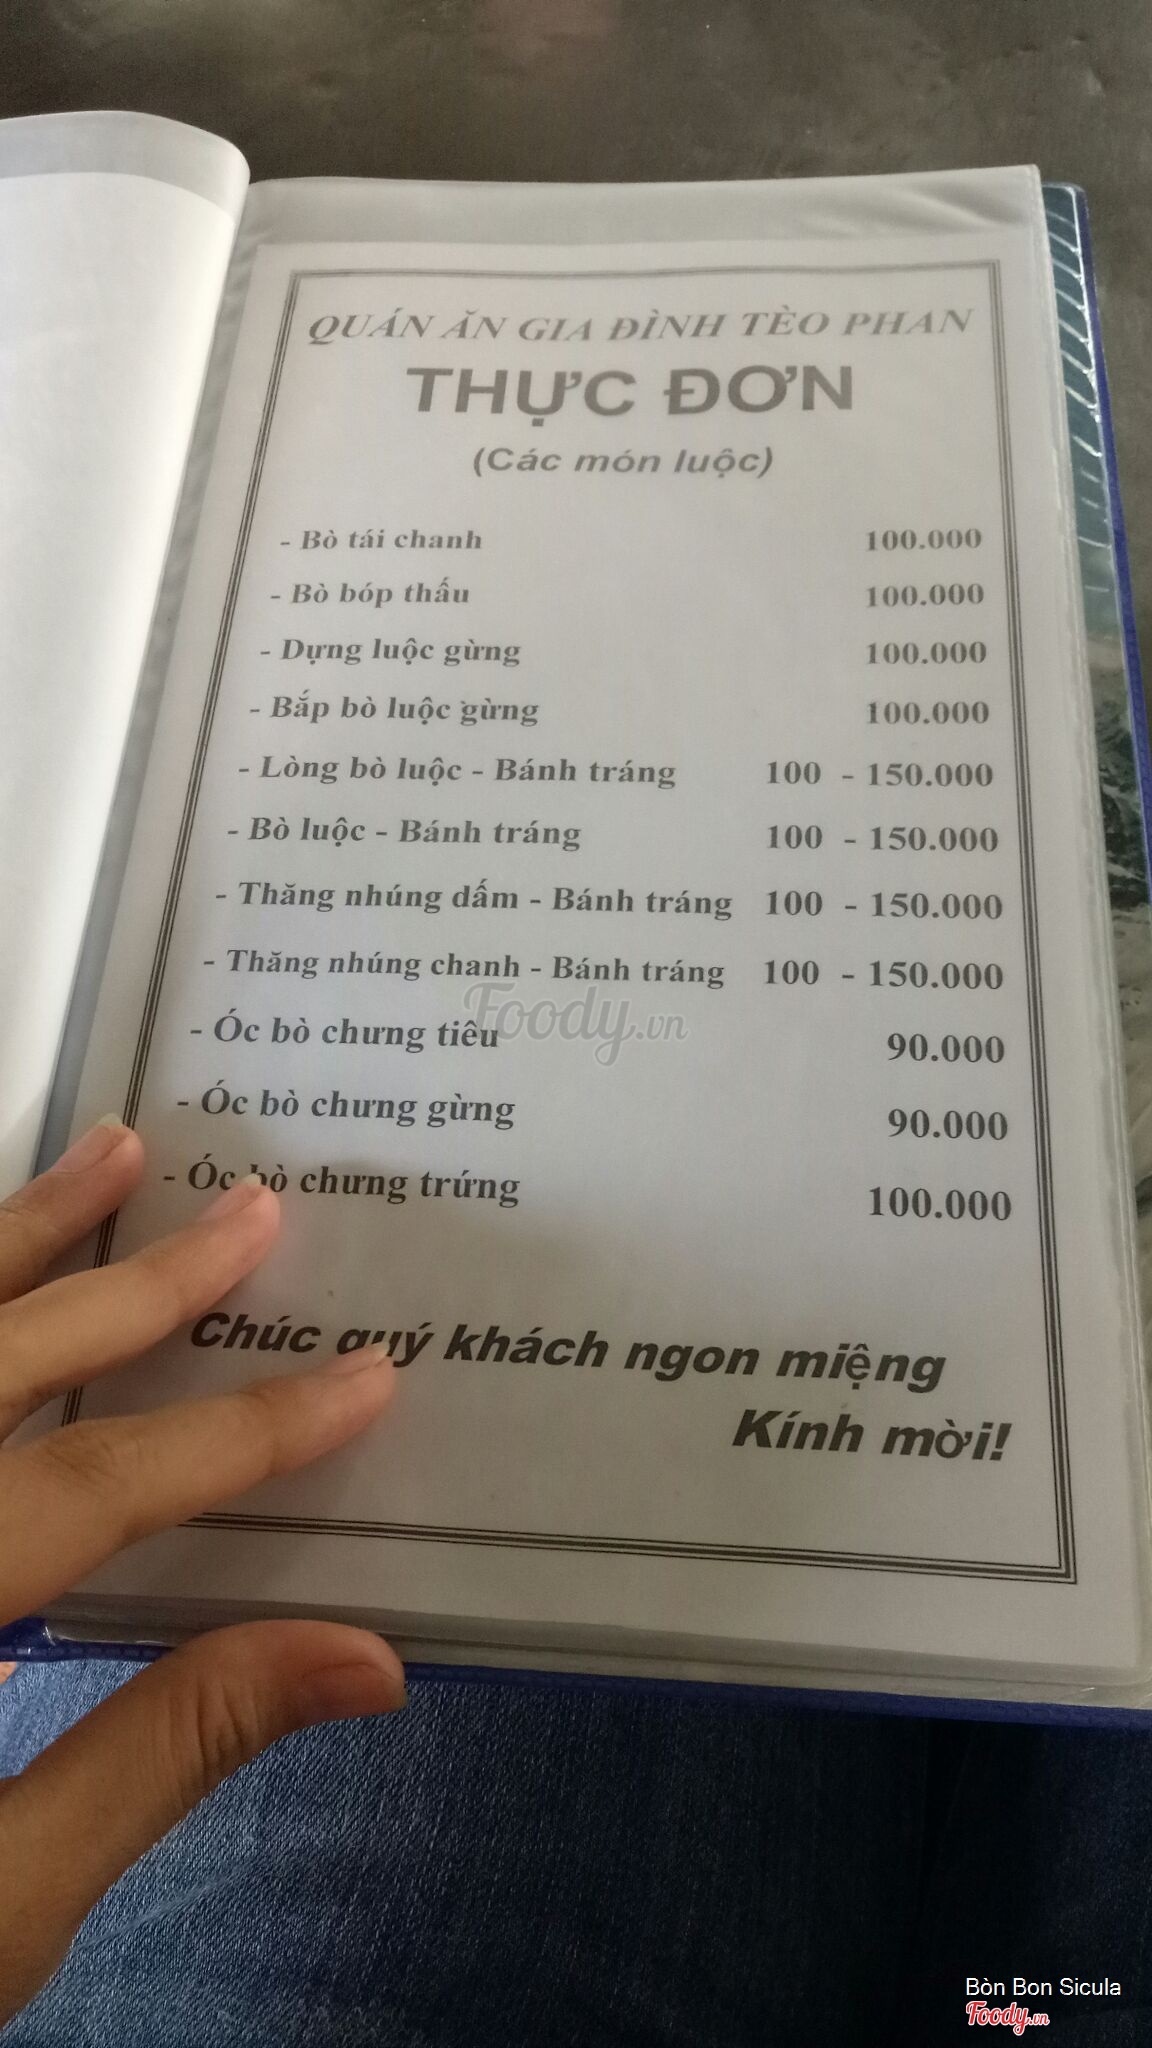 QUÁN ĂN GIA ĐÌNH TÈO PHAN
THỰC ĐƠN
(Các món luộc)
- Bò tái chanh 100.000
- Bò bóp thấu 100.000
- Dựng luộc gừng 100.000
- Bắp bò luộc gừng 100.000
- Lòng bò luộc - Bánh tráng 100 - 150.000
- Bò luộc - Bánh tráng 100 - 150.000
- Thăng nhúng dấm - Bánh tráng 100 - 150.000
- Thăng nhúng chanh - Bánh tráng 100 - 150.000
Foody.vn
- Óc bò chưng tiêu 90.000
- Óc bò chưng gừng 90.000
- Óc bò chưng trứng 100.000
Chúc quý khách ngon miệng
Kính mời!
Bòn Bon Sicula
Foody.vn